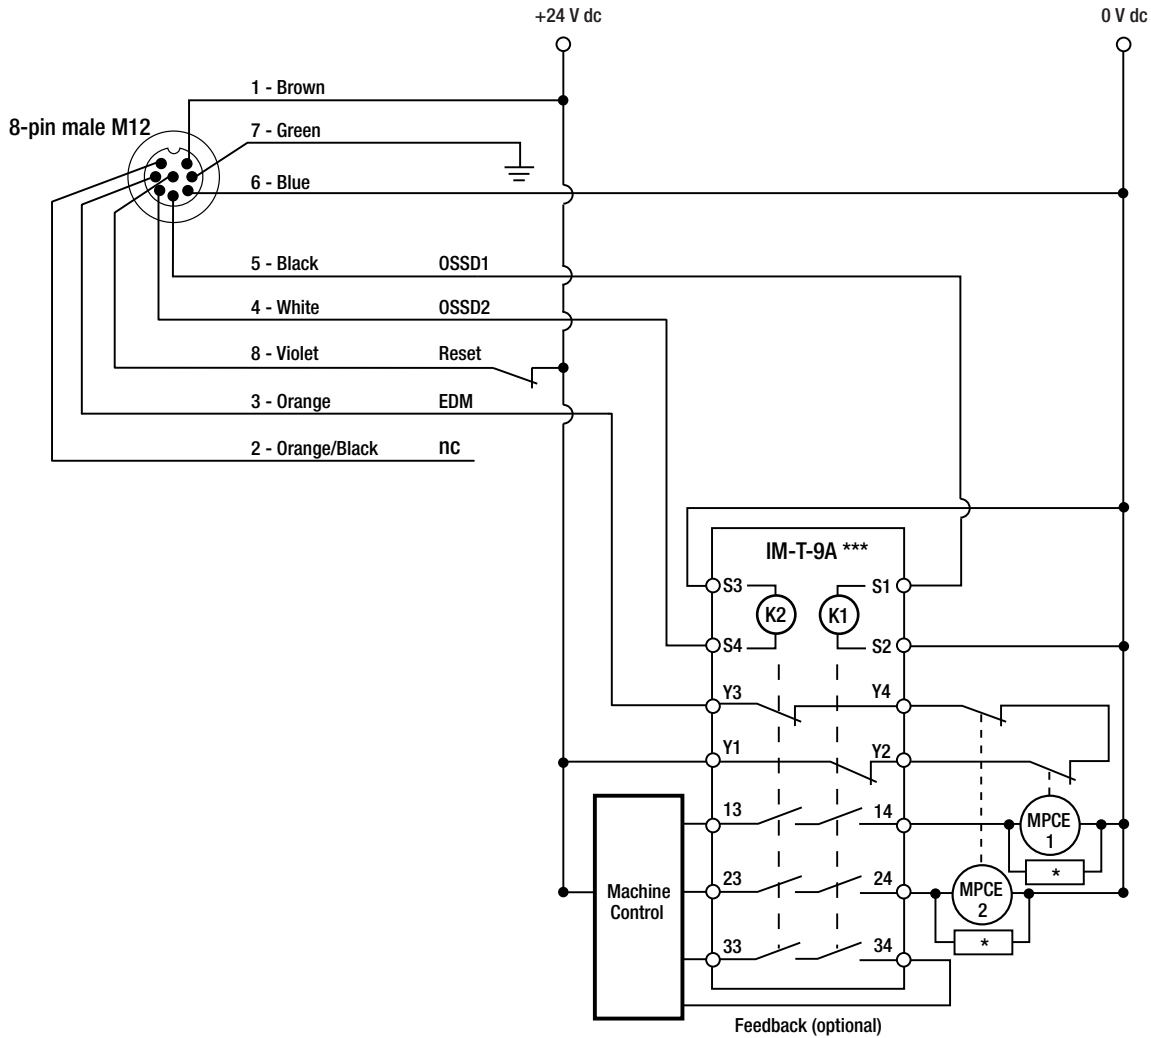 +24 V dc
0 V dc
1 - Brown
8-pin male M12
7 - Green
6 - Blue
5 - Black OSSD1
4 - White OSSD2
8 - Violet Reset
3 - Orange EDM
2 - Orange/Black nc
IM-T-9A ***
S3 K2 K1 S1
S4 S2
Y3 Y4
Y1 Y2
13 14
MPCE
1
*
23 24
Machine
Control
MPCE
2
*
33 34
Feedback (optional)